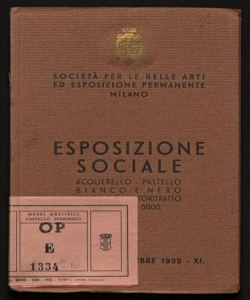 SOCIETÀ PER LE BELLE ARTI
ED ESPOSIZIONE PERMANENTE
MILANO
ESPOSIZIONE
SOCIALE
ACQUERELLO - PASTELLO
BIANCO E NERO
5000
MUSEI ARTISTICI
CASTELLO SFORZESCO
OP
E
1334
BRE 1932 - XI.